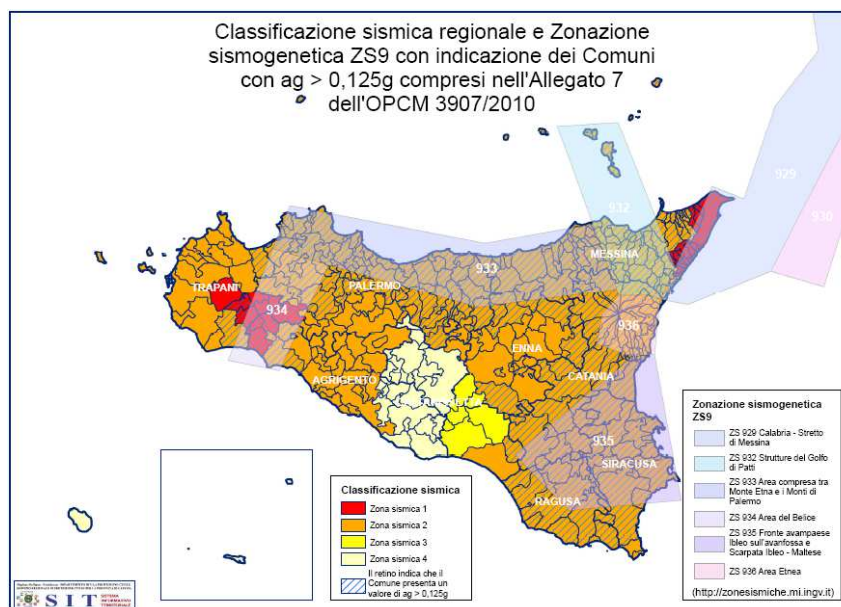 Classificazione sismica regionale e Zonazione
sismogenetica ZS9 con indicazione dei Comuni
con ag > 0,125g compresi nell'Allegato 7
dell'OPCM 3907/2010
929
930
932
MESSINA
933
TRAPANI
PALERMO
934
936
ENNA
AGRIGENTO
CATANIA
935
SIRACUSA
RAGUSA
Classificazione sismica
Zona sismica 1
Zona sismica 2
Zona sismica 3
Zona sismica 4
Il retino indica che il
Comune presenta un
valore di ag > 0,125g
Zonazione sismogenetica
ZS9
ZS 929 Calabria - Stretto
di Messina
ZS 932 Strutture del Golfo
di Patti
ZS 933 Area compresa tra
Monte Etna e i Monti di
Palermo
ZS 934 Area del Belice
ZS 935 Fronte avampaese
Ibleo sull'avanfossa e
Scarpata Ibleo - Maltese
ZS 936 Area Etnea
(http://zonesismiche.mi.ingv.it)
SIT